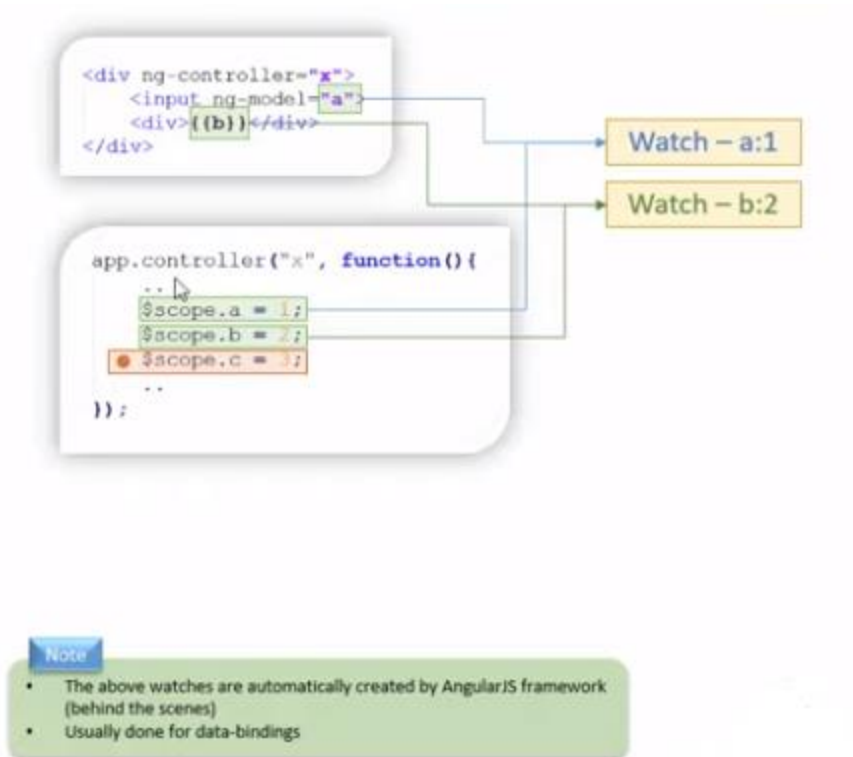 <div ng-controller="x">
<input ng-model="a">
<div>{{b}}</div>
</div>
Watch – a:1
Watch – b:2
app.controller("x", function(){
..
$scope.a = 1;
$scope.b = 2;
$scope.c = 3;
..
});
Note
• The above watches are automatically created by AngularJS framework
(behind the scenes)
• Usually done for data-bindings